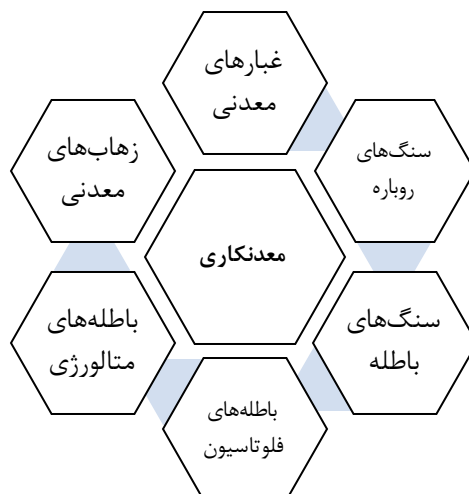 غبارهای
معدنی
سنگ‌های
روباره
سنگ‌های
باطله
باطله‌های
فلوتاسیون
باطله‌های
متالورژی
زهاب‌های
معدنی
معدنکاری